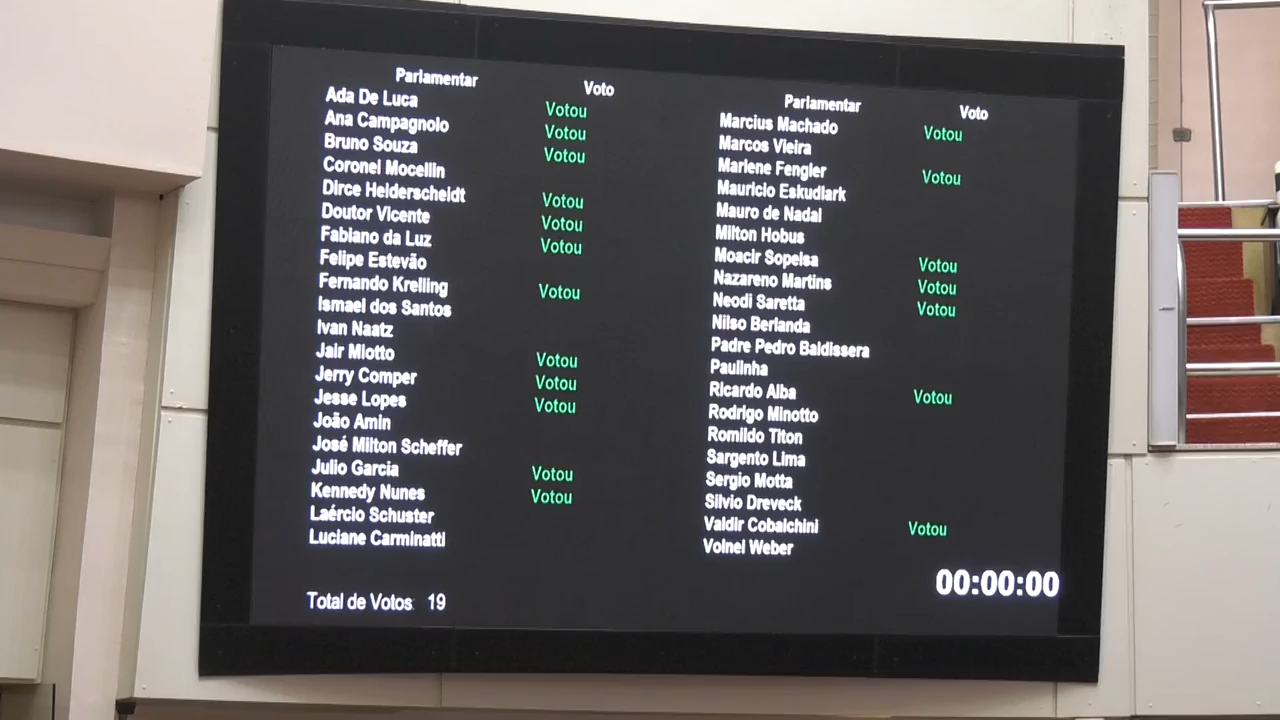 Parlamentar Voto
Ada De Luca Votou
Ana Campagnolo Votou
Bruno Souza Votou
Coronel Mocellin
Dirce Heiderscheidt Votou
Doutor Vicente Votou
Fabiano da Luz Votou
Felipe Estevão
Fernando Krelling Votou
Ismael dos Santos
Ivan Naatz
Jair Miotto Votou
Jerry Comper Votou
Jesse Lopes Votou
João Amin
José Milton Scheffer
Julio Garcia Votou
Kennedy Nunes Votou
Laércio Schuster
Luciane Carminatti
Total de Votos: 19
Parlamentar Voto
Marcius Machado Votou
Marcos Vieira
Marlene Fengler Votou
Mauricio Eskudlark
Mauro de Nadal
Milton Hobus
Moacir Sopelsa Votou
Nazareno Martins Votou
Neodi Saretta Votou
Nilso Berlanda
Padre Pedro Baldissera
Paulinha
Ricardo Alba Votou
Rodrigo Minotto
Romildo Titon
Sargento Lima
Sergio Motta
Silvio Dreveck
Valdir Cobalchini Votou
Volnei Weber
00:00:00